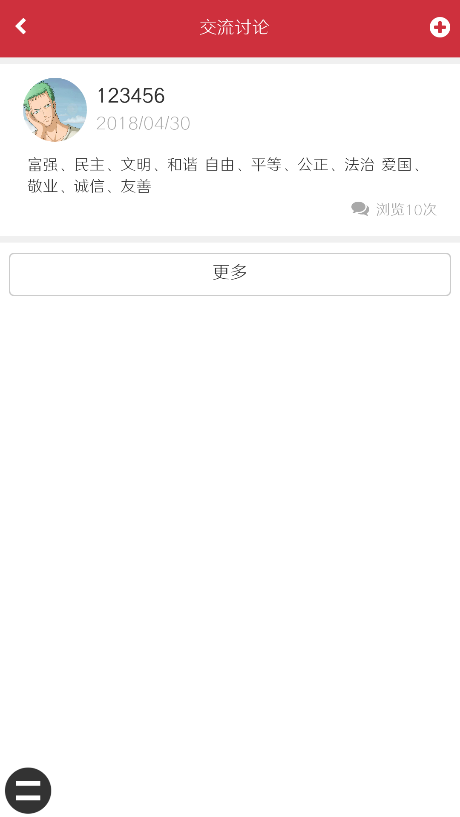 交流讨论
123456
2018/04/30
富强、民主、文明、和谐 自由、平等、公正、法治 爱国、
敬业、诚信、友善
浏览10次
更多